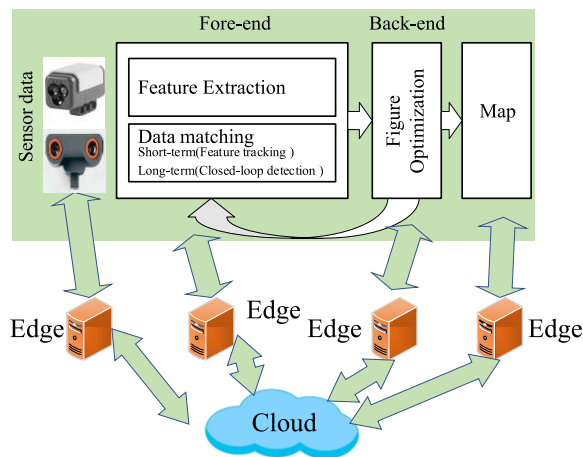 Fore-end
Back-end
Sensor data
Feature Extraction
Data matching
Short-term(Feature tracking )
Long-term(Closed-loop detection )
Figure
Optimization
Map
Edge
Edge
Edge
Edge
Cloud